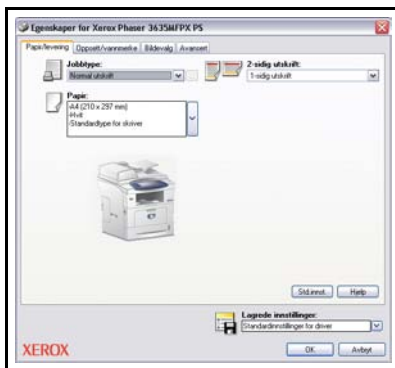 Egenskaper for Xerox Phaser 3635MFPX PS
Papir/levering Oppsett/vannmerke Bildevalg Avansert
Jobbtype:
Normal utskrift
2-sidig utskrift:
1-sidig utskrift
Papir:
-A4 (210 x 297 mm)
-Hvit
-Standardtype for skriver
Std.innst. Hjelp
Lagrede innstillinger:
Standardinnstillinger for driver
XEROX
OK Avbryt